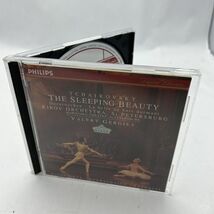 PHILIPS
TCHAIKOVSKY
THE SLEEPING BEAUTY
KIROV ORCHESTRA, ST PETERSBURG
VALERY GERGIEV